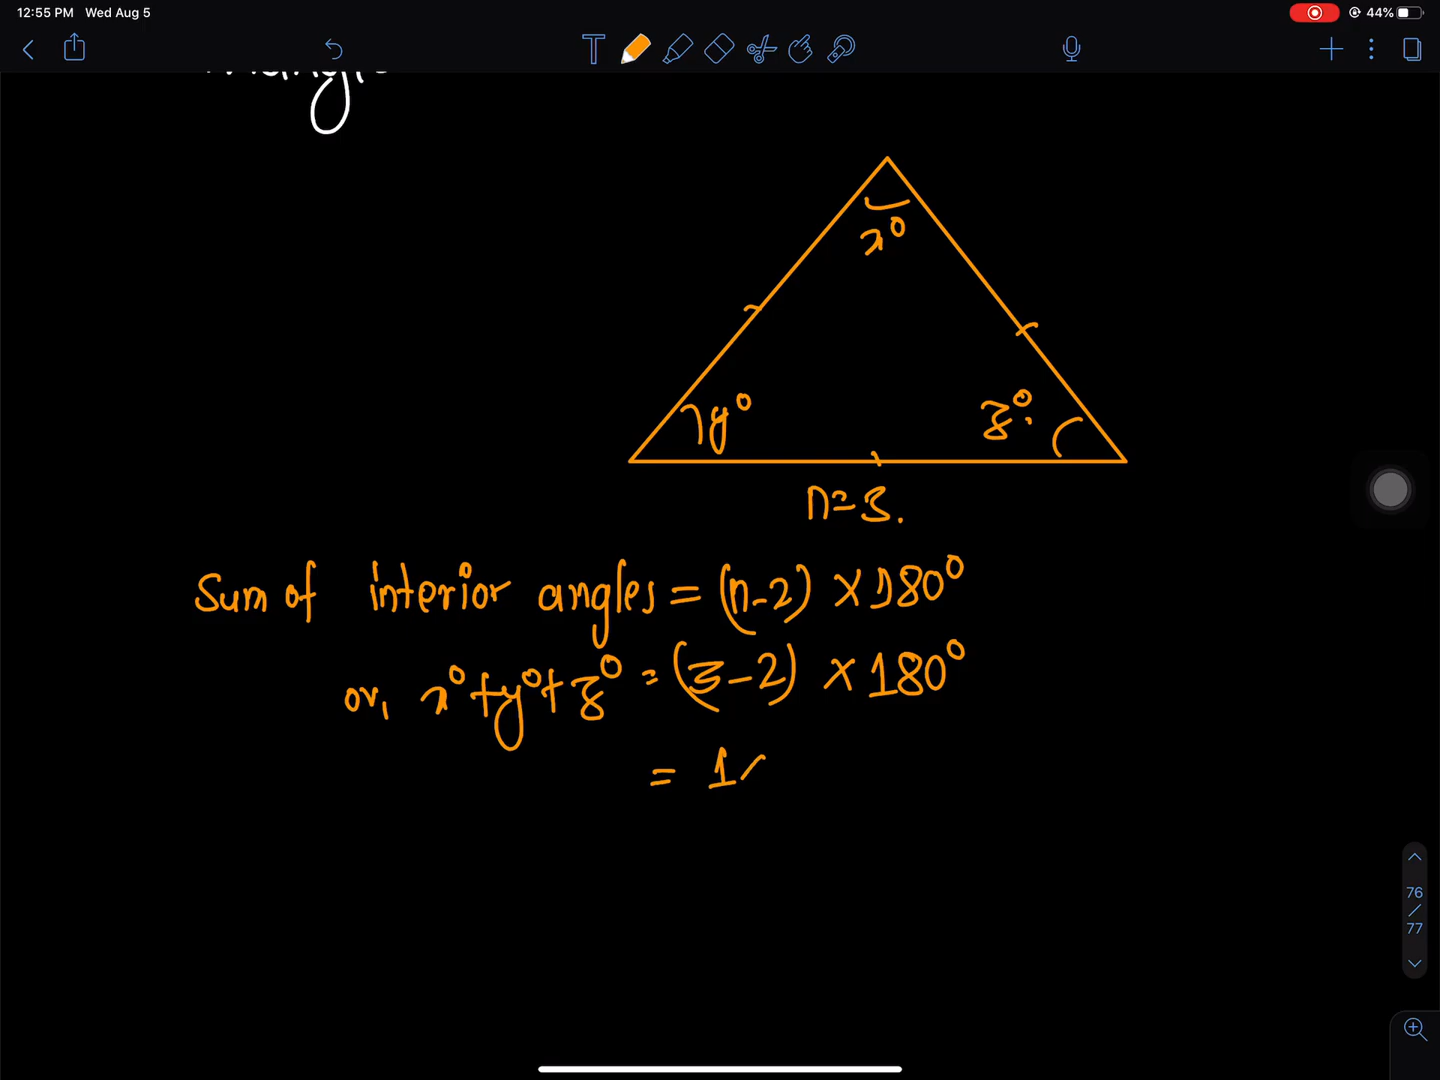 12:55 PM Wed Aug 5
44%
x°
y°
z°
n=3.
Sum of interior angles = (n-2) × 180°
or, x° + y° + z° = (3-2) × 180°
= 1
76
/
77